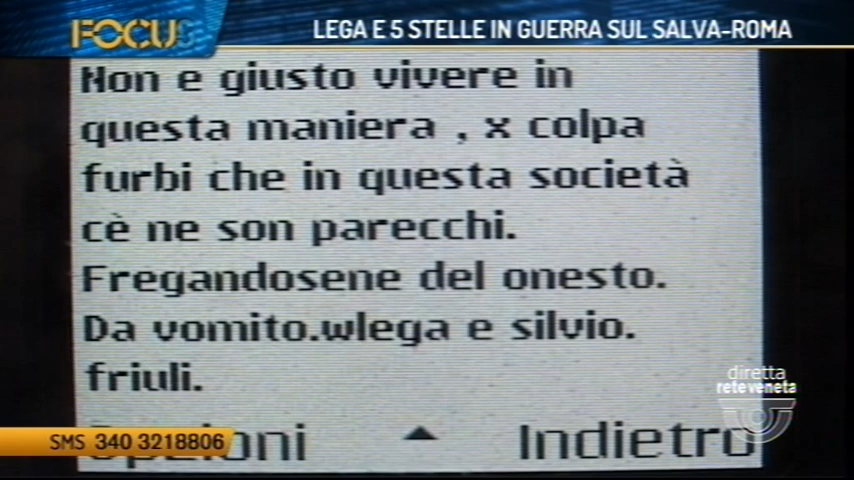 FOCUS
LEGA E 5 STELLE IN GUERRA SUL SALVA-ROMA
Non e giusto vivere in
questa maniera , x colpa
furbi che in questa società
cè ne son parecchi.
Fregandosene del onesto.
Da vomito.wlega e silvio.
friuli.
diretta
reteveneta
SMS 340 3218806
Opzioni Indietro